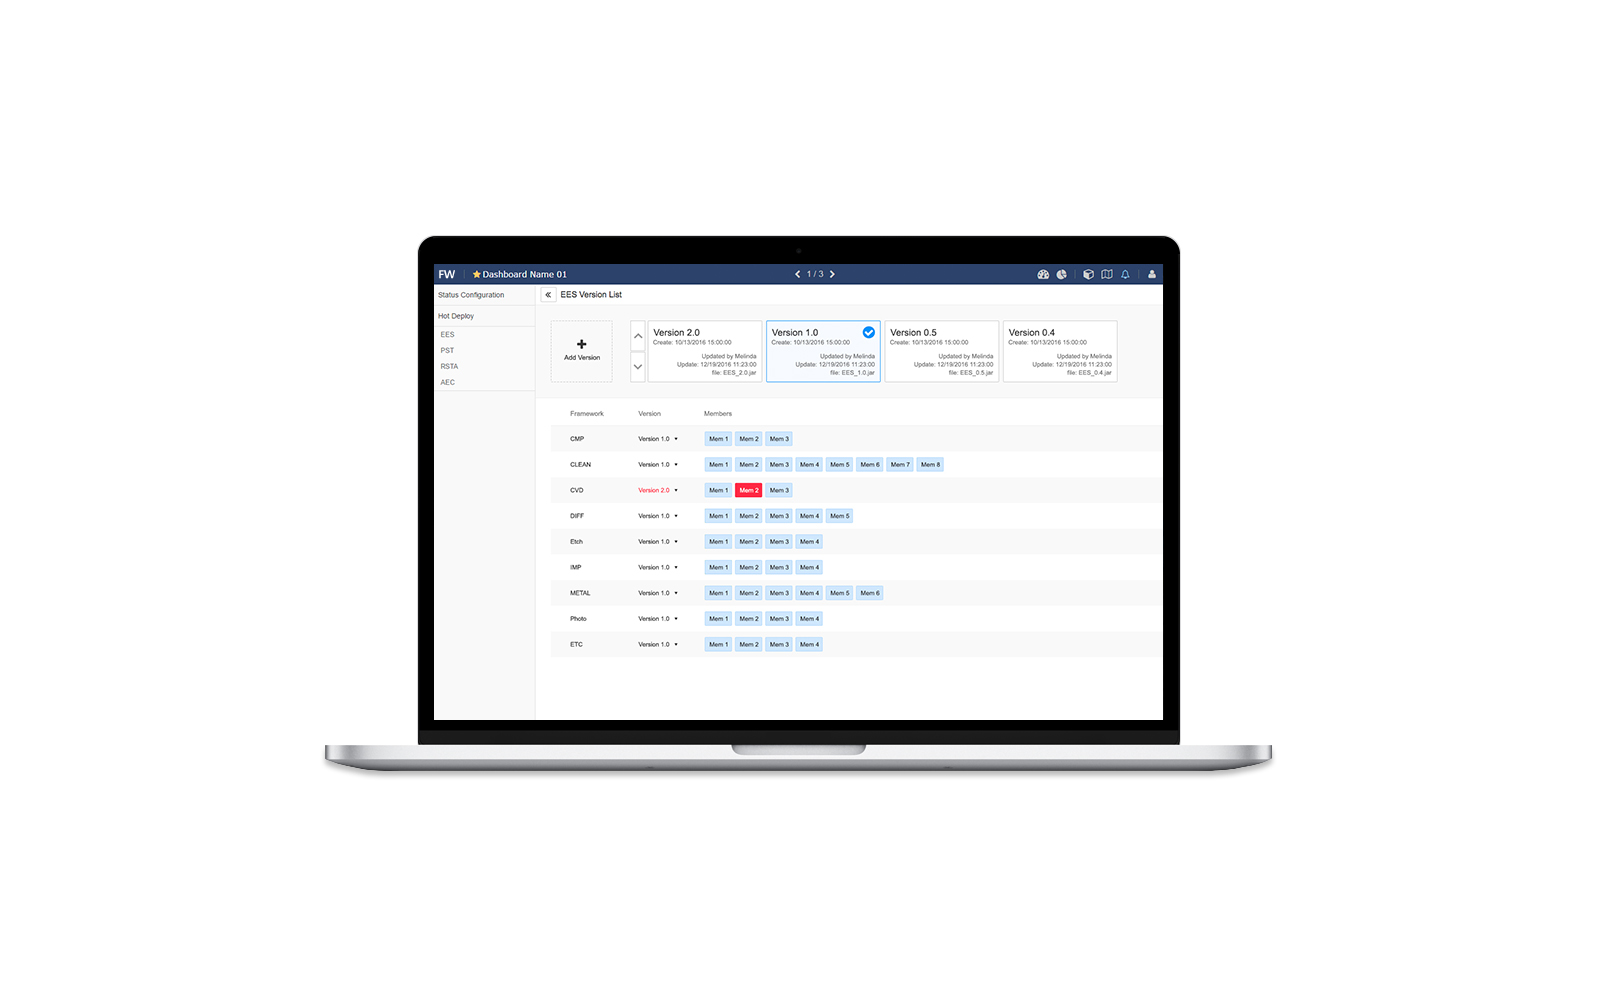 FW
Dashboard Name 01
1 / 3
Status Configuration
Hot Deploy
EES
PST
RSTA
AEC
EES Version List
Add Version
Version 2.0
Create: 10/13/2016 15:00:00
Updated by Melinda
Update: 12/19/2016 11:23:00
file: EES_2.0.jar
Version 1.0
Create: 10/13/2016 15:00:00
Updated by Melinda
Update: 12/19/2016 11:23:00
file: EES_1.0.jar
Version 0.5
Create: 10/13/2016 15:00:00
Updated by Melinda
Update: 12/19/2016 11:23:00
file: EES_0.5.jar
Version 0.4
Create: 10/13/2016 15:00:00
Updated by Melinda
Update: 12/19/2016 11:23:00
file: EES_0.4.jar
Framework Version Members
CMP Version 1.0 Mem 1 Mem 2 Mem 3
CLEAN Version 1.0 Mem 1 Mem 2 Mem 3 Mem 4 Mem 5 Mem 6 Mem 7 Mem 8
CVD Version 2.0 Mem 1 Mem 2 Mem 3
DIFF Version 1.0 Mem 1 Mem 2 Mem 3 Mem 4 Mem 5
Etch Version 1.0 Mem 1 Mem 2 Mem 3 Mem 4
IMP Version 1.0 Mem 1 Mem 2 Mem 3 Mem 4
METAL Version 1.0 Mem 1 Mem 2 Mem 3 Mem 4 Mem 5 Mem 6
Photo Version 1.0 Mem 1 Mem 2 Mem 3 Mem 4
ETC Version 1.0 Mem 1 Mem 2 Mem 3 Mem 4